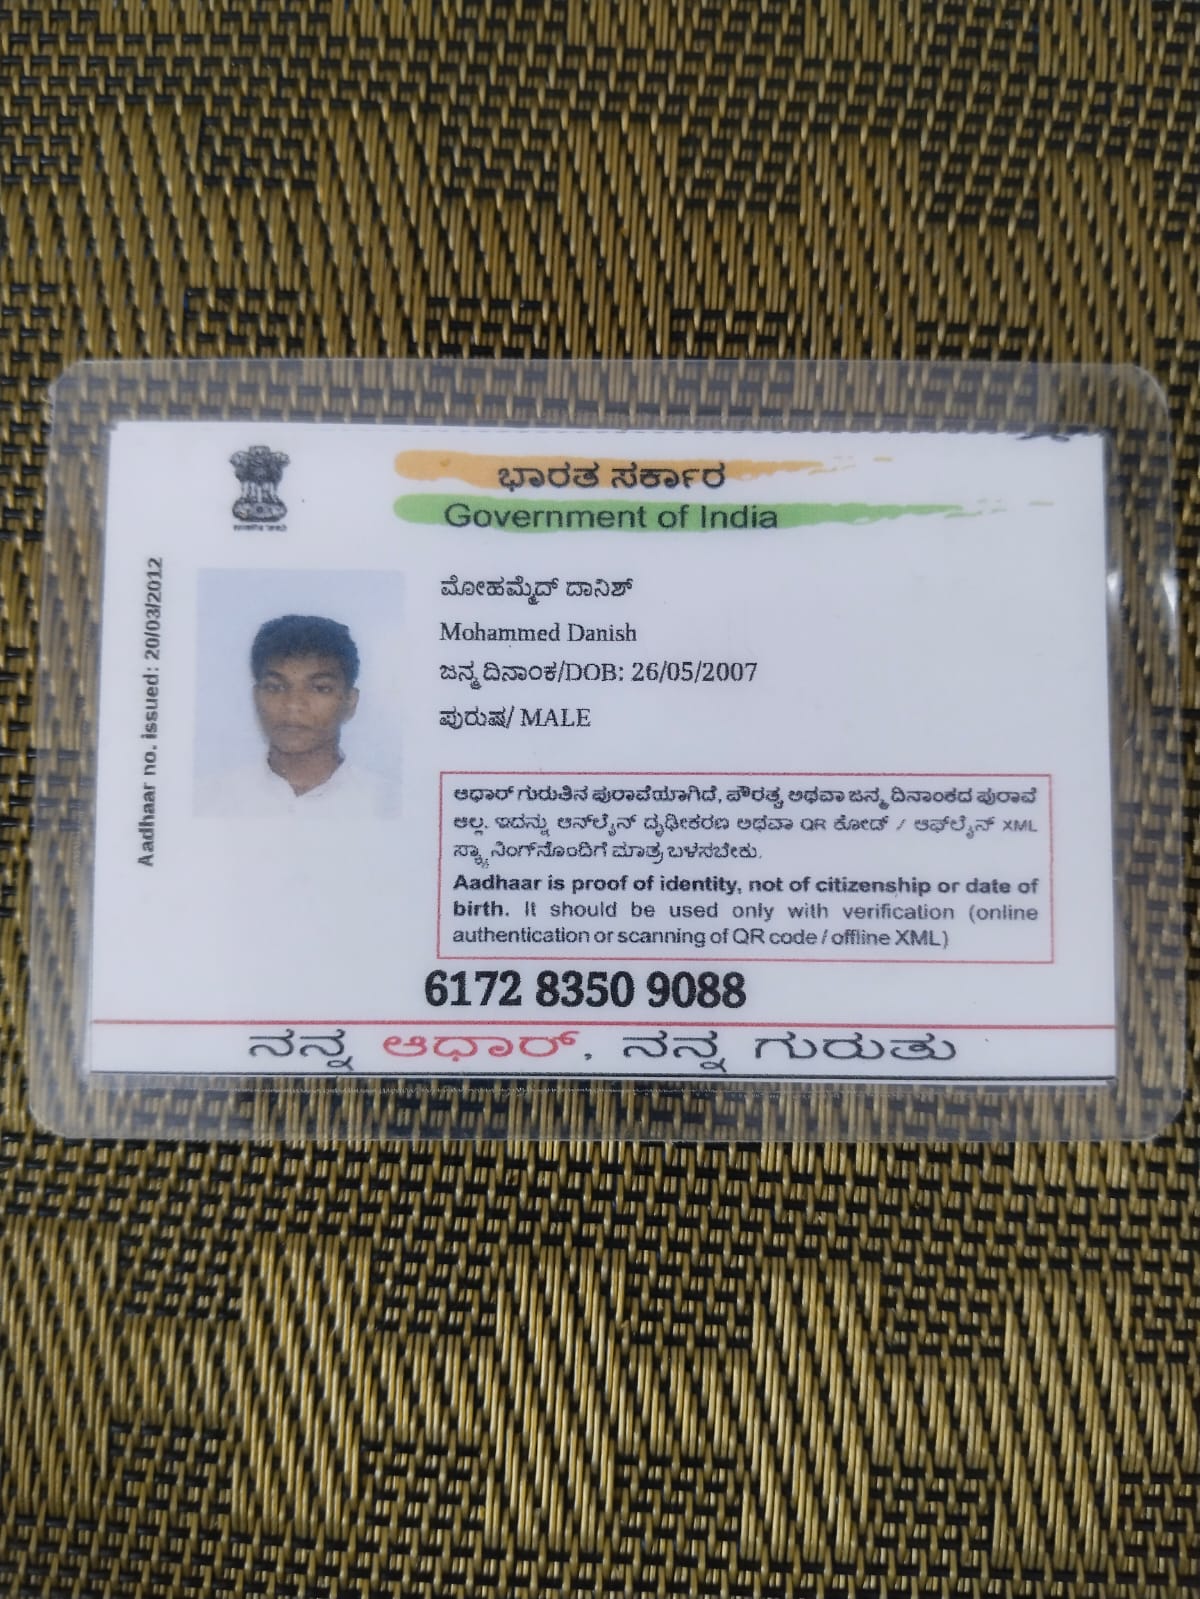 ಭಾರತ ಸರ್ಕಾರ
Government of India
Aadhaar no. issued: 20/03/2012
ಮೋಹಮ್ಮೆದ್ ದಾನಿಶ್
Mohammed Danish
ಜನ್ಮ ದಿನಾಂಕ/DOB: 26/05/2007
ಪುರುಷ/ MALE
ಆಧಾರ್ ಗುರುತಿನ ಪುರಾವೆಯಾಗಿದೆ, ಪೌರತ್ವ ಅಥವಾ ಜನ್ಮ ದಿನಾಂಕದ ಪುರಾವೆ
ಅಲ್ಲ. ಇದನ್ನು ಆನ್‌ಲೈನ್ ದೃಢೀಕರಣ ಅಥವಾ QR ಕೋಡ್ / ಆಫ್‌ಲೈನ್ XML
ಸ್ಕ್ಯಾನಿಂಗ್‌ನೊಂದಿಗೆ ಮಾತ್ರ ಬಳಸಬೇಕು.
Aadhaar is proof of identity, not of citizenship or date of
birth. It should be used only with verification (online
authentication or scanning of QR code / offline XML)
6172 8350 9088
ನನ್ನ ಆಧಾರ್, ನನ್ನ ಗುರುತು